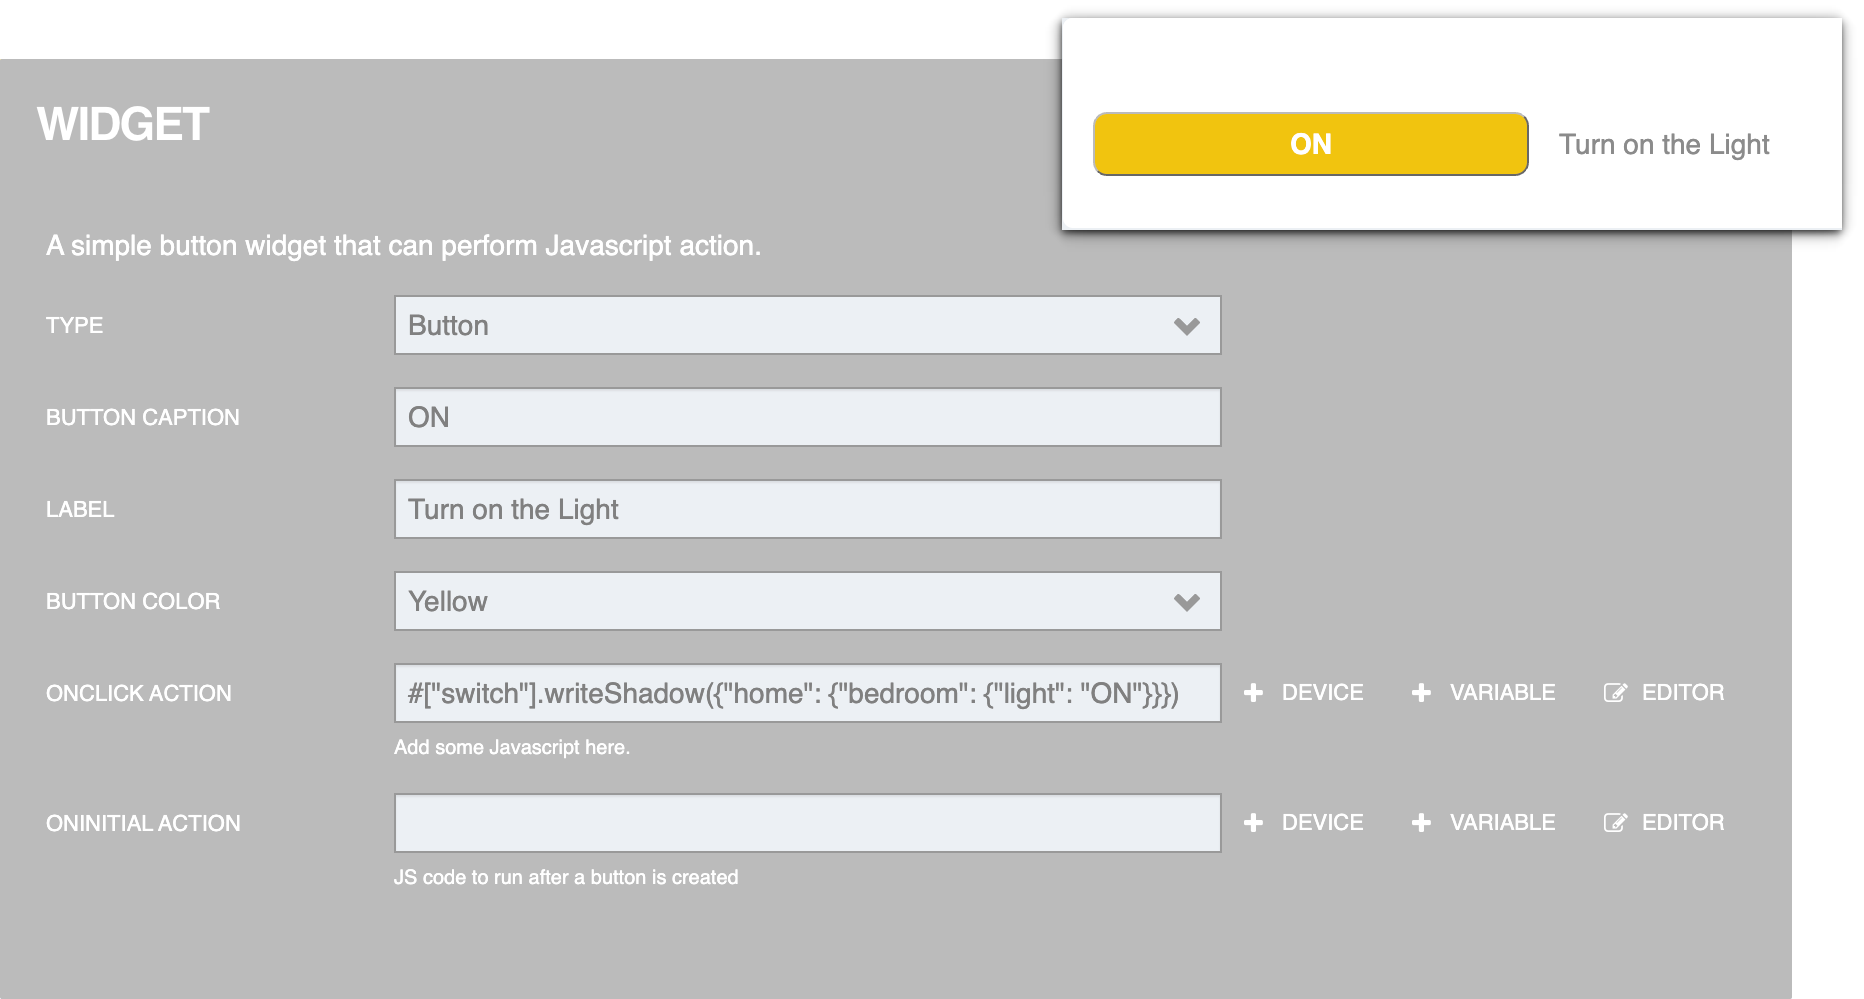 ON Turn on the Light
WIDGET
A simple button widget that can perform Javascript action.
TYPE Button
BUTTON CAPTION ON
LABEL Turn on the Light
BUTTON COLOR Yellow
ONCLICK ACTION #["switch"].writeShadow({"home": {"bedroom": {"light": "ON"}}}) DEVICE VARIABLE EDITOR
Add some Javascript here.
ONINITIAL ACTION DEVICE VARIABLE EDITOR
JS code to run after a button is created